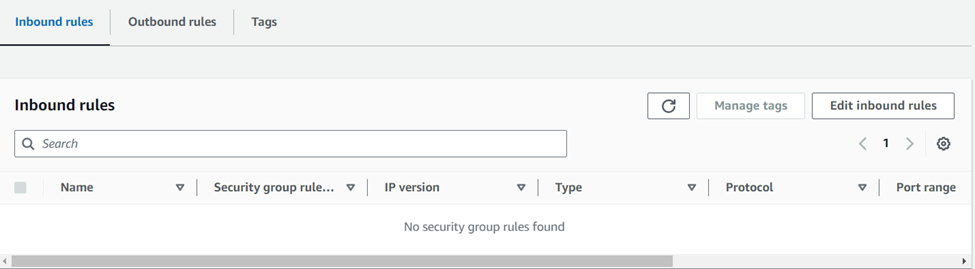 Inbound rules Outbound rules Tags
Inbound rules Manage tags Edit inbound rules
Search 1
Name Security group rule... IP version Type Protocol Port range
No security group rules found